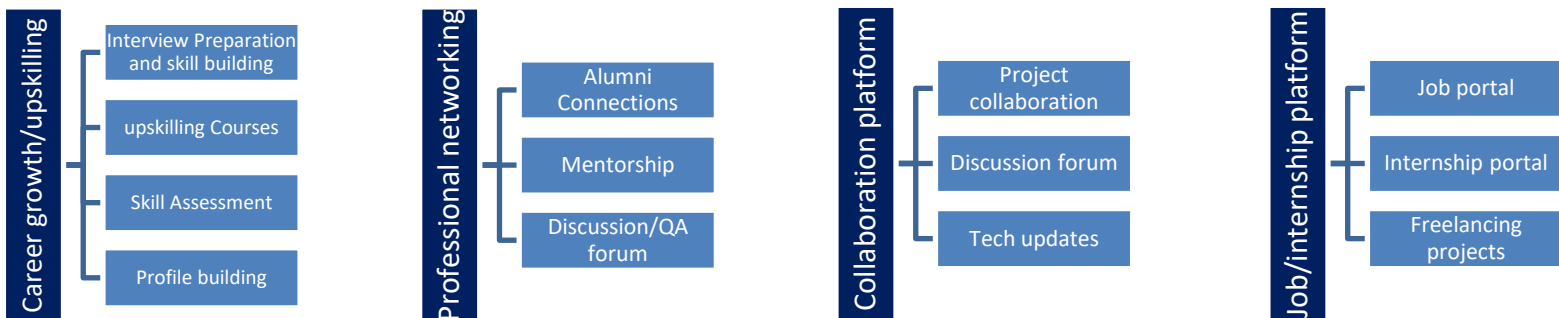 Career growth/upskilling
Interview Preparation
and skill building
upskilling Courses
Skill Assessment
Profile building
Professional networking
Alumni
Connections
Mentorship
Discussion/QA
forum
Collaboration platform
Project
collaboration
Discussion forum
Tech updates
Job/internship platform
Job portal
Internship portal
Freelancing
projects